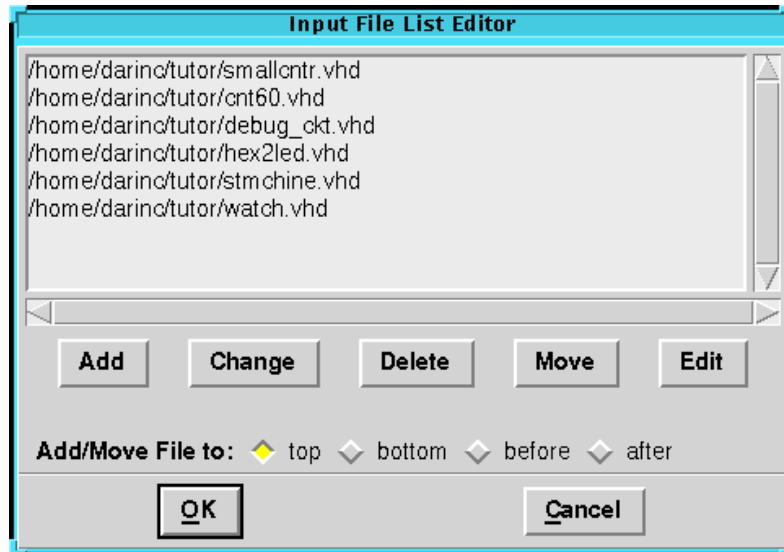 Input File List Editor
/home/darinc/tutor/smallcntr.vhd
/home/darinc/tutor/cnt60.vhd
/home/darinc/tutor/debug_ckt.vhd
/home/darinc/tutor/hex2led.vhd
/home/darinc/tutor/stmchine.vhd
/home/darinc/tutor/watch.vhd
Add Change Delete Move Edit
Add/Move File to: top bottom before after
OK Cancel